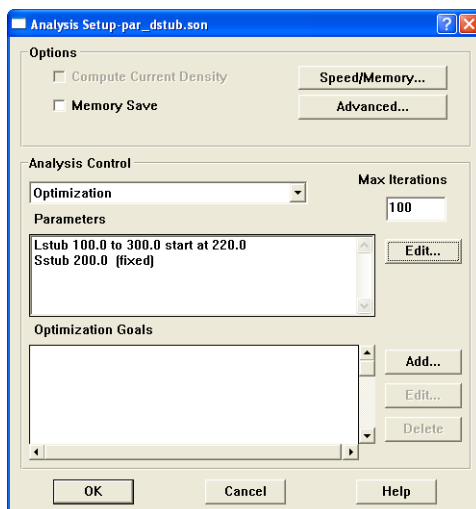 Analysis Setup-par_dstub.son
Options
Compute Current Density
Speed/Memory...
Memory Save
Advanced...
Analysis Control
Max Iterations
Optimization
100
Parameters
Lstub 100.0 to 300.0 start at 220.0
Sstub 200.0 (fixed)
Edit...
Optimization Goals
Add...
Edit...
Delete
OK
Cancel
Help